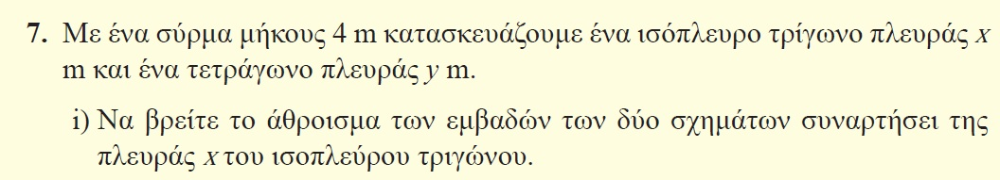 7. Με ένα σύρμα μήκους 4 m κατασκευάζουμε ένα ισόπλευρο τρίγωνο πλευράς x
m και ένα τετράγωνο πλευράς y m.
i) Να βρείτε το άθροισμα των εμβαδών των δύο σχημάτων συναρτήσει της
πλευράς x του ισοπλεύρου τριγώνου.